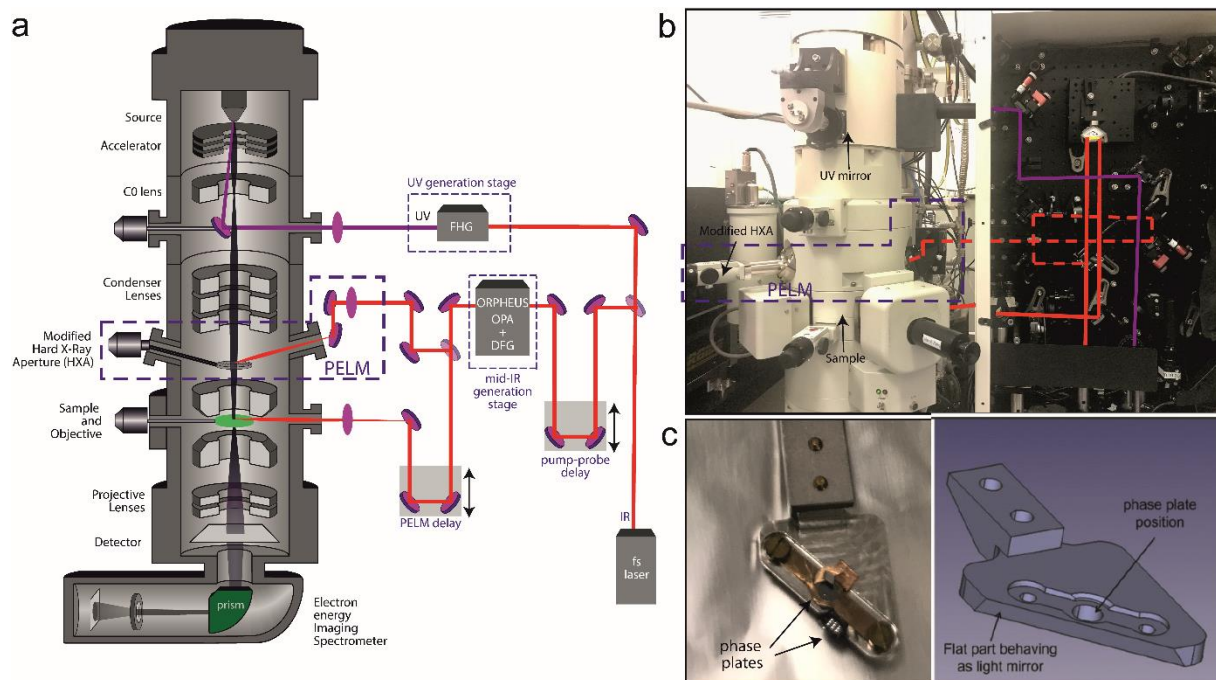 a
Source
Accelerator
C0 lens
Condenser
Lenses
Modified
Hard X-Ray
Aperture (HXA)
Sample
and
Objective
Projective
Lenses
Detector
prism
Electron
energy
Imaging
Spectrometer
UV generation stage
UV
FHG
PELM
ORPHEUS
OPA
+
DFG
mid-IR
generation
stage
pump-probe
delay
PELM delay
IR
fs
laser
b
UV mirror
Modified HXA
PELM
Sample
c
phase
plates
phase plate
position
Flat part behaving
as light mirror